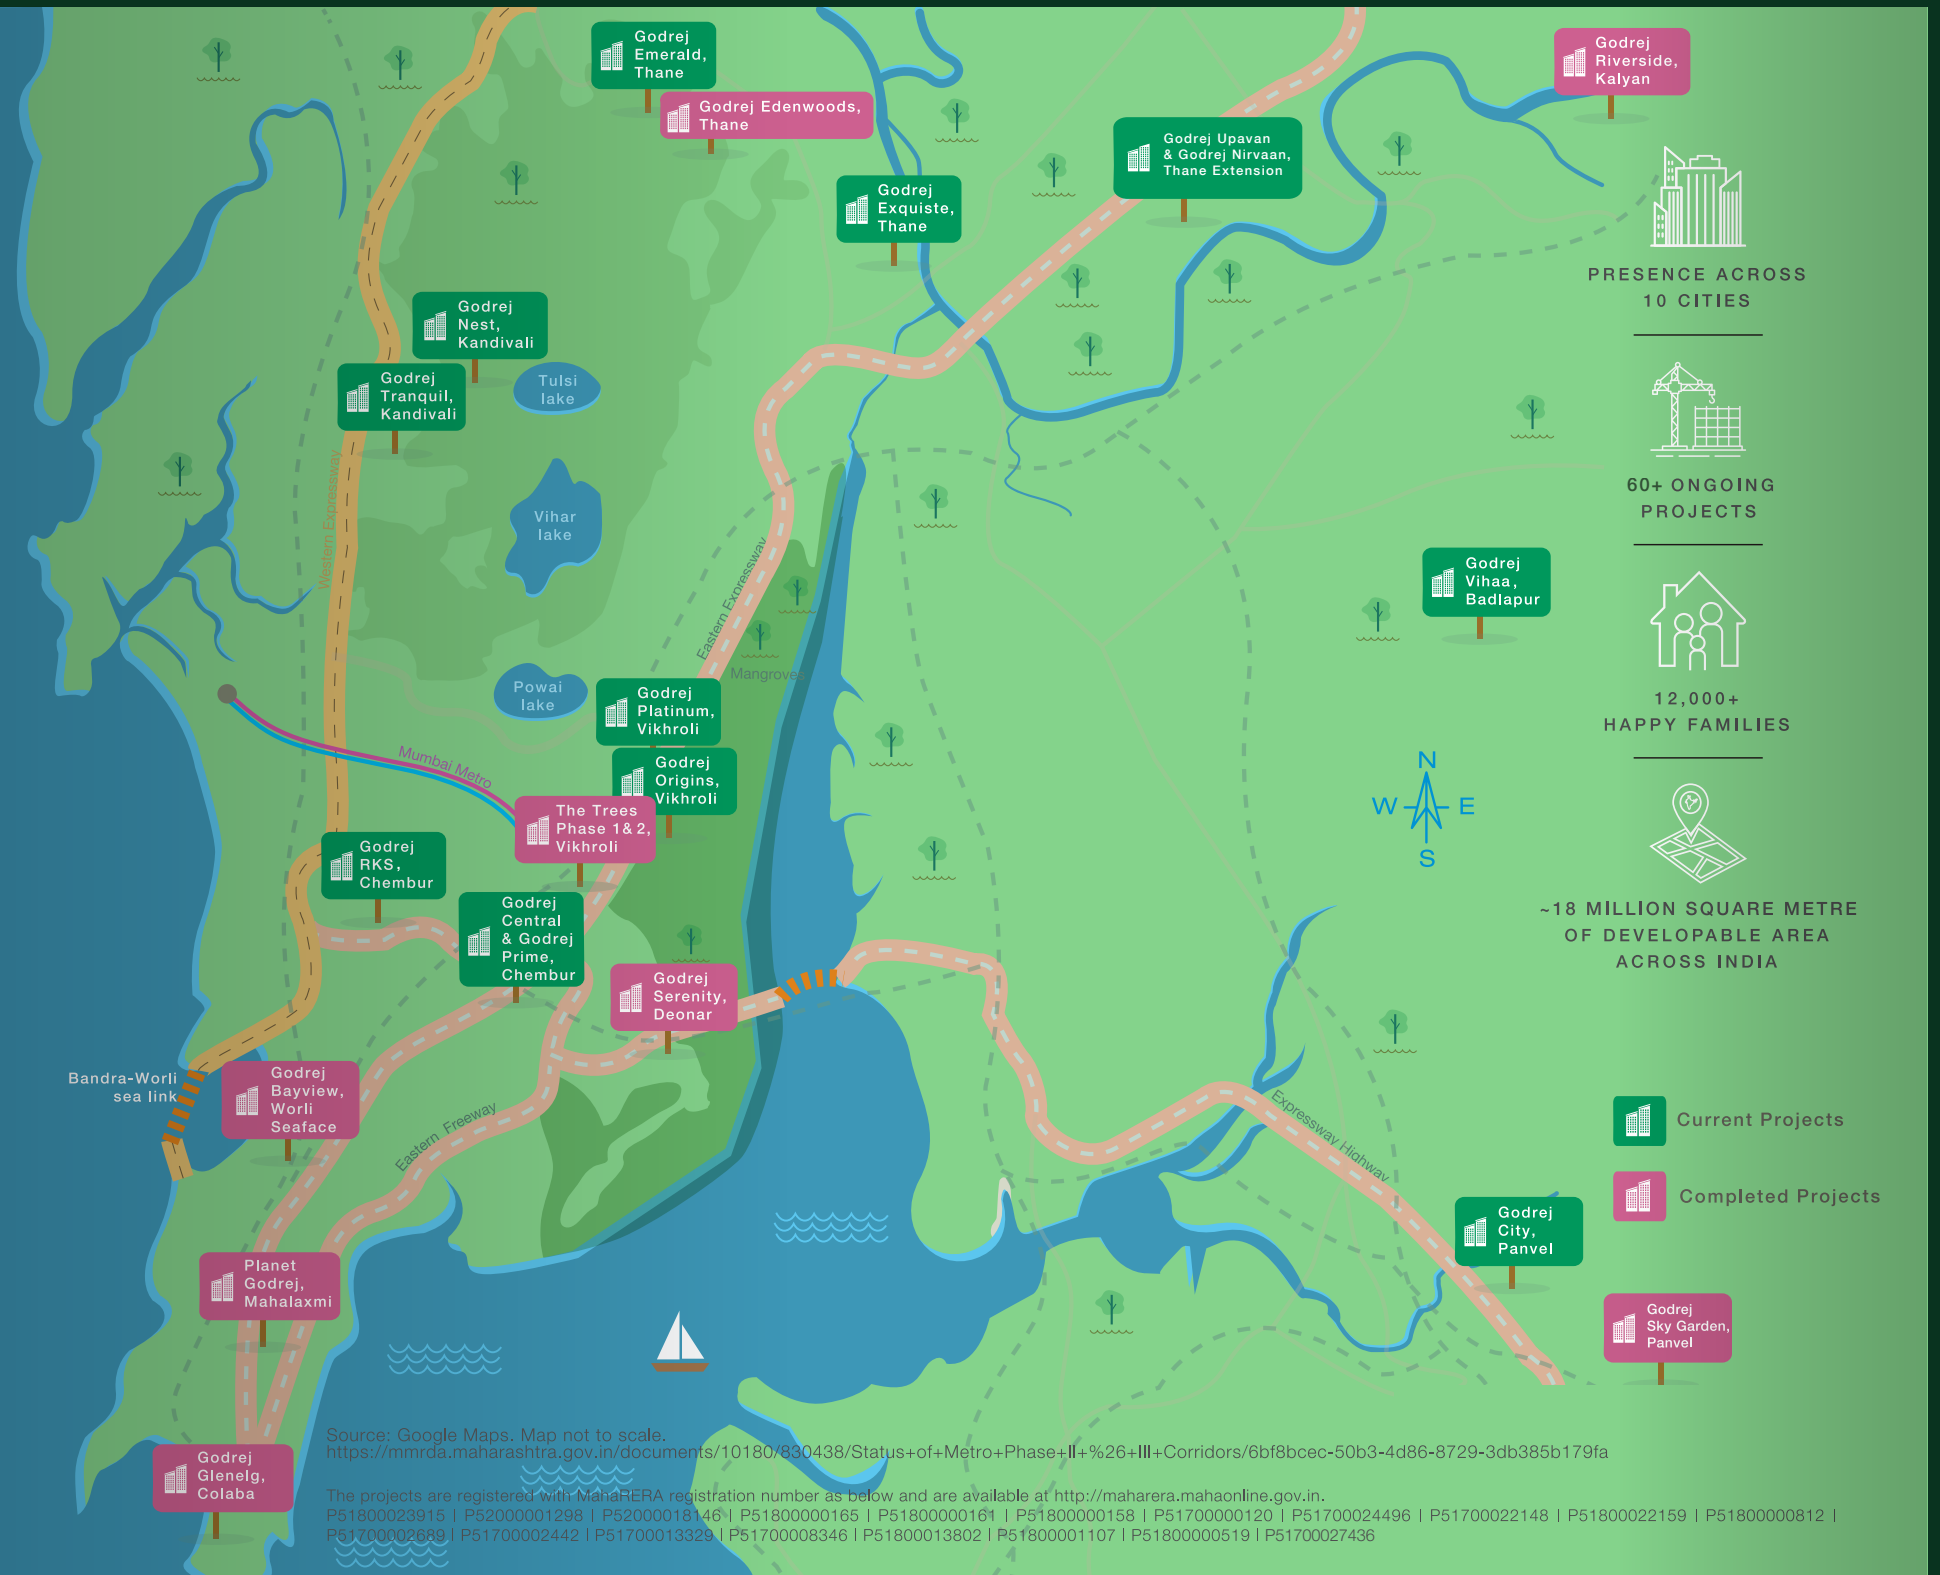 Godrej
Emerald,
Thane
Godrej Edenwoods,
Thane
Godrej
Riverside,
Kalyan
Godrej Upavan
& Godrej Nirvaan,
Thane Extension
Godrej
Exquiste,
Thane
PRESENCE ACROSS
10 CITIES
Godrej
Nest,
Kandivali
Godrej
Tranquil,
Kandivali
Tulsi
lake
Western Expressway
Vihar
lake
60+ ONGOING
PROJECTS
Eastern Expressway
Godrej
Vihaa,
Badlapur
Mangroves
Powai
lake
Godrej
Platinum,
Vikhroli
12,000+
HAPPY FAMILIES
Mumbai Metro
Godrej
Origins,
Vikhroli
N
W
E
S
The Trees
Phase 1 & 2,
Vikhroli
Godrej
RKS,
Chembur
Godrej
Central
& Godrej
Prime,
Chembur
~18 MILLION SQUARE METRE
OF DEVELOPABLE AREA
ACROSS INDIA
Godrej
Serenity,
Deonar
Bandra-Worli
sea link
Godrej
Bayview,
Worli
Seaface
Eastern Freeway
Expressway Highway
Current Projects
Completed Projects
Godrej
City,
Panvel
Planet
Godrej,
Mahalaxmi
Godrej
Sky Garden,
Panvel
Godrej
Glenelg,
Colaba
Source: Google Maps. Map not to scale.
https://mmrda.maharashtra.gov.in/documents/10180/830438/Status+of+Metro+Phase+II+%26+III+Corridors/6bf8bcec-50b3-4d86-8729-3db385b179fa
The projects are registered with MahaRERA registration number as below and are available at http://maharera.mahaonline.gov.in.
P51800023915 | P52000001298 | P52000018146 | P51800000165 | P51800000161 | P51800000158 | P51700000120 | P51700024496 | P51700022148 | P51800022159 | P51800000812 |
P51700002689 | P51700002442 | P51700013329 | P51700008346 | P51800013802 | P51800001107 | P51800000519 | P51700027436